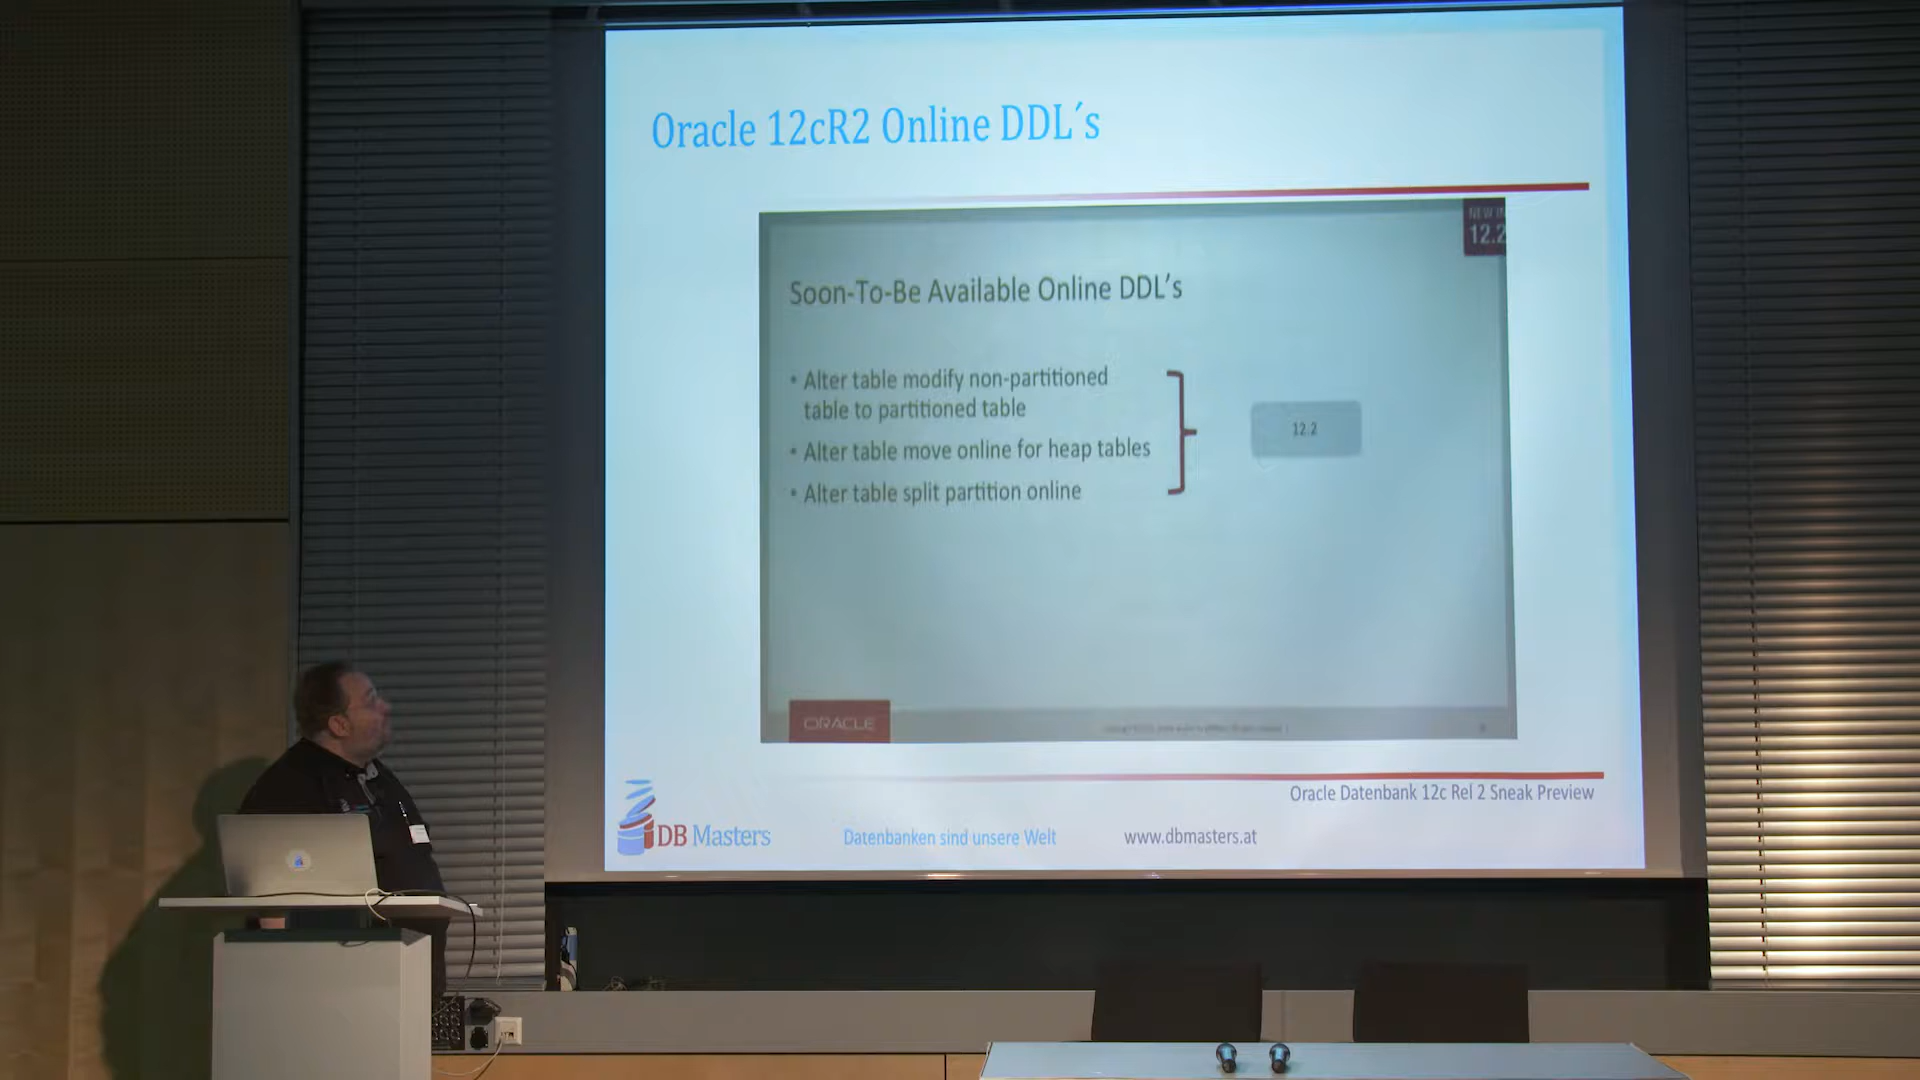 Oracle 12cR2 Online DDL´s
NEW IN
12.2
Soon-To-Be Available Online DDL's
• Alter table modify non-partitioned
table to partitioned table
• Alter table move online for heap tables
• Alter table split partition online
12.2
ORACLE
Oracle Datenbank 12c Rel 2 Sneak Preview
DB Masters
Datenbanken sind unsere Welt
www.dbmasters.at